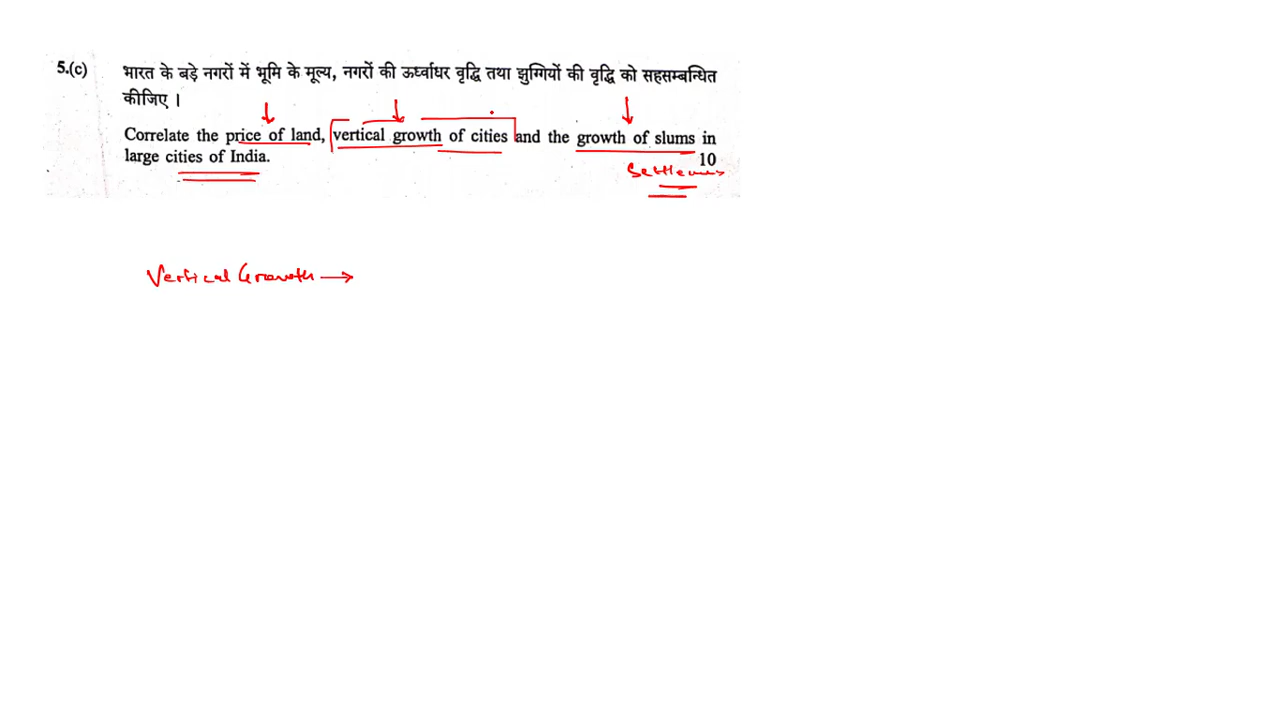 5.(c) भारत के बड़े नगरों में भूमि के मूल्य, नगरों की ऊर्ध्वाधर वृद्धि तथा झुग्गियों की वृद्धि को सहसम्बन्धित
कीजिए ।
Correlate the price of land, vertical growth of cities and the growth of slums in
large cities of India. 10
Vertical Growth →